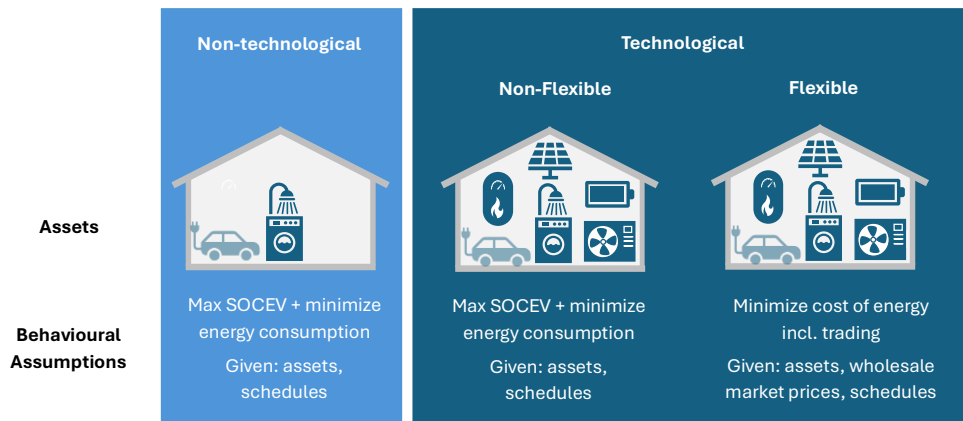 Non-technological
Technological
Non-Flexible
Flexible
Assets
Behavioural
Assumptions
Max SOCEV + minimize
energy consumption
Given: assets,
schedules
Max SOCEV + minimize
energy consumption
Given: assets,
schedules
Minimize cost of energy
incl. trading
Given: assets, wholesale
market prices, schedules